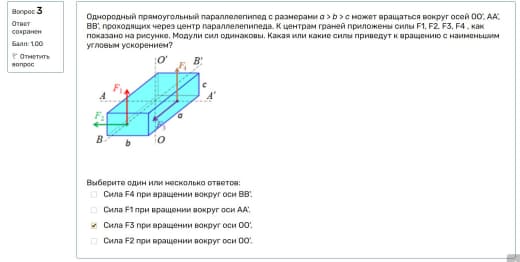 Вопрос 3
Ответ
сохранен
Балл: 1,00
Отметить
вопрос
Однородный прямоугольный параллелепипед с размерами a > b > c может вращаться вокруг осей OO', AA',
BB', проходящих через центр параллелепипеда. К центрам граней приложены силы F1, F2, F3, F4 , как
показано на рисунке. Модули сил одинаковы. Какая или какие силы приведут к вращению с наименьшим
угловым ускорением?
O' B'
F₁ F₄
A c A'
F₂ F₃ a
B b O
Выберите один или несколько ответов:
Сила F4 при вращении вокруг оси BB'.
Сила F1 при вращении вокруг оси AA'.
Сила F3 при вращении вокруг оси OO'.
Сила F2 при вращении вокруг оси OO'.